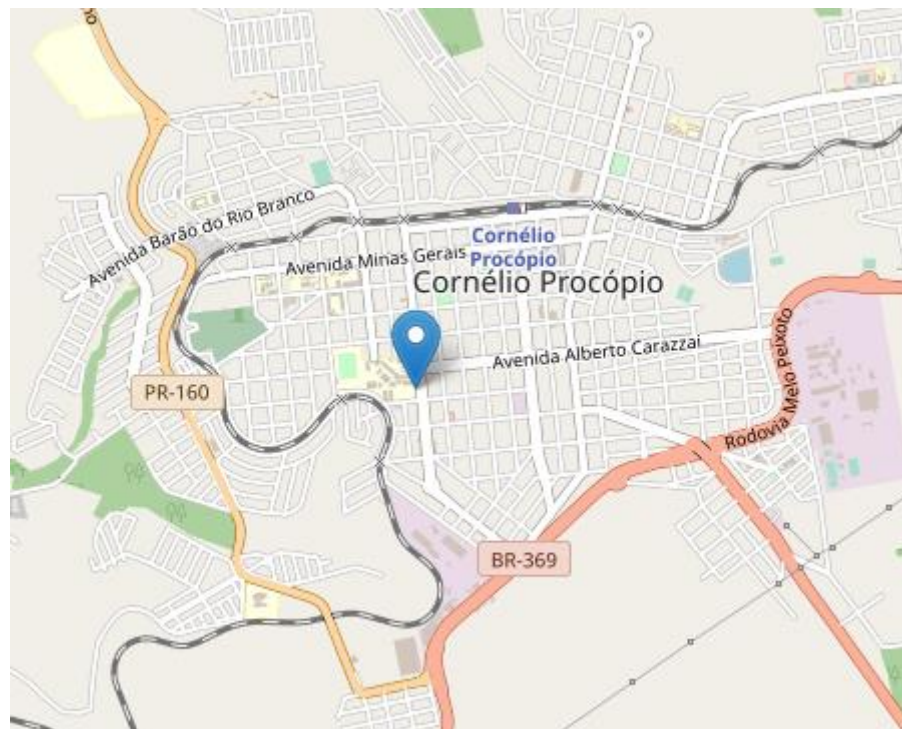 no
Avenida Barão do Rio Branco
Cornélio
Procópio
Avenida Minas Gerais
Cornélio Procópio
Avenida Alberto Carazzai
Rodovia Melo Peixoto
PR-160
BR-369